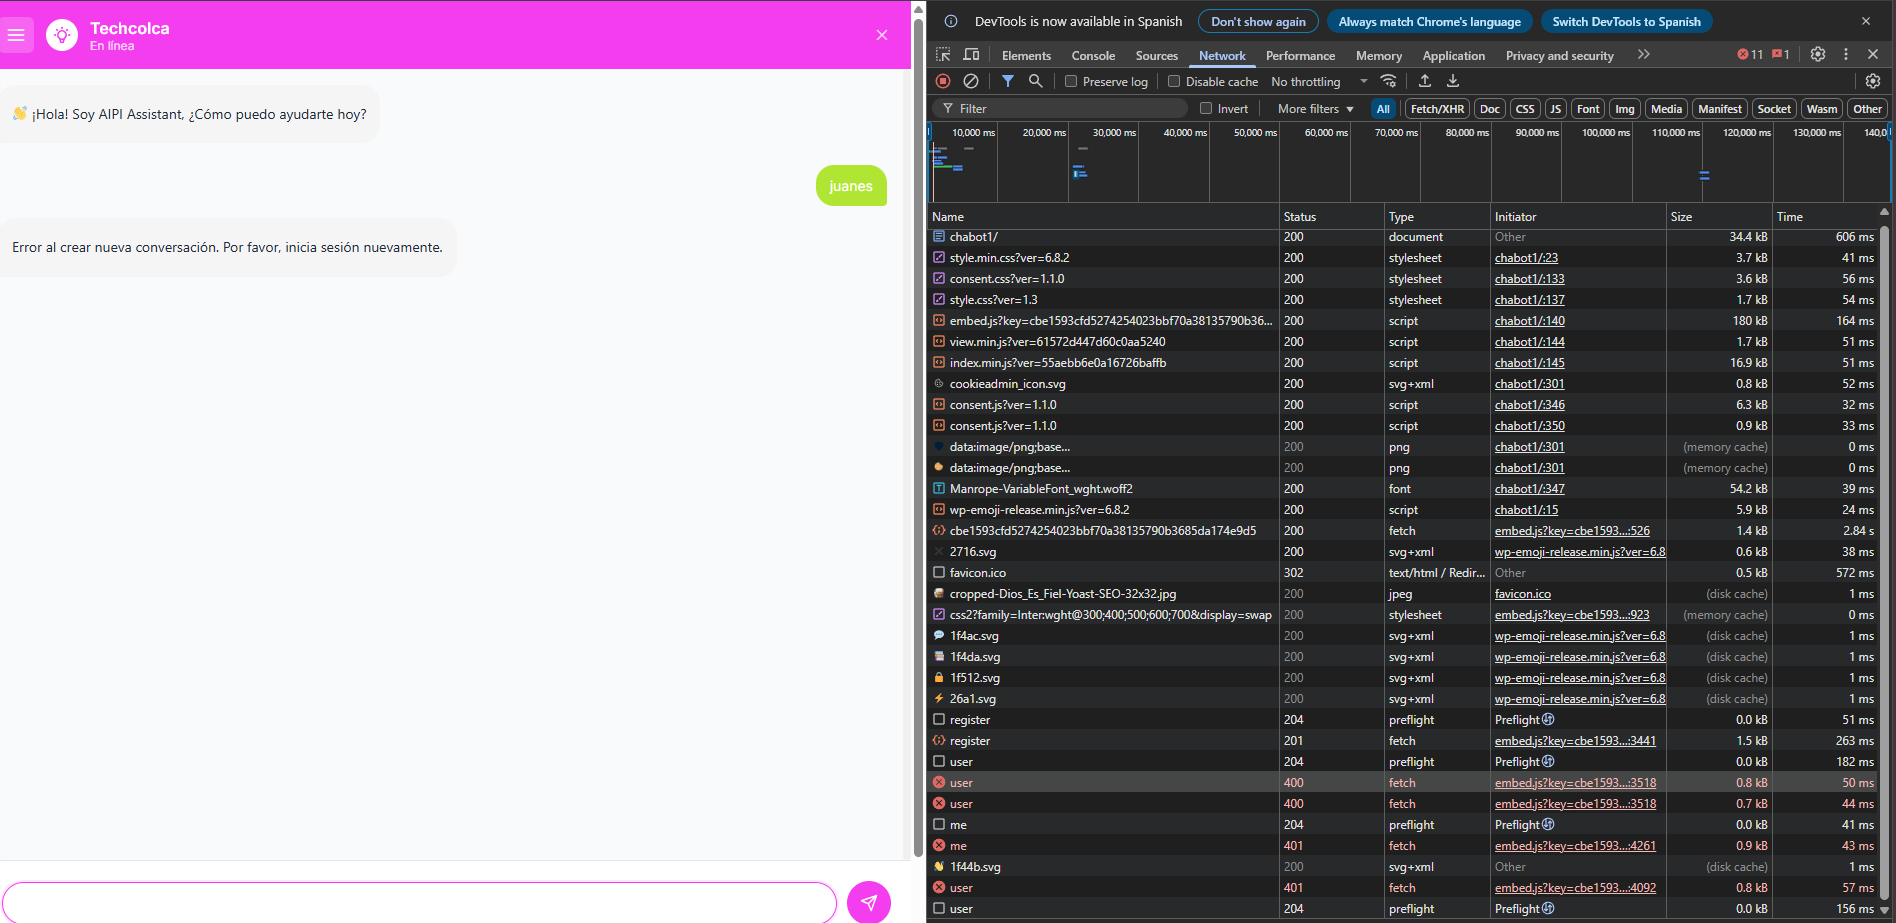 Techcolca
En línea
👋 ¡Hola! Soy AIPI Assistant, ¿Cómo puedo ayudarte hoy?
juanes
Error al crear nueva conversación. Por favor, inicia sesión nuevamente.
DevTools is now available in Spanish Don't show again Always match Chrome's language Switch DevTools to Spanish
Elements Console Sources Network Performance Memory Application Privacy and security 11 1
Preserve log Disable cache No throttling
Filter Invert More filters All Fetch/XHR Doc CSS JS Font Img Media Manifest Socket Wasm Other
10,000 ms 20,000 ms 30,000 ms 40,000 ms 50,000 ms 60,000 ms 70,000 ms 80,000 ms 90,000 ms 100,000 ms 110,000 ms 120,000 ms 130,000 ms 140,0
Name Status Type Initiator Size Time
chabot1/ 200 document Other 34.4 kB 606 ms
style.min.css?ver=6.8.2 200 stylesheet chabot1/:23 3.7 kB 41 ms
consent.css?ver=1.1.0 200 stylesheet chabot1/:133 3.6 kB 56 ms
style.css?ver=1.3 200 stylesheet chabot1/:137 1.7 kB 54 ms
embed.js?key=cbe1593cfd5274254023bbf70a38135790b36... 200 script chabot1/:140 180 kB 164 ms
view.min.js?ver=61572d447d60c0aa5240 200 script chabot1/:144 1.7 kB 51 ms
index.min.js?ver=55aebb6e0a16726baffb 200 script chabot1/:145 16.9 kB 51 ms
cookieadmin_icon.svg 200 svg+xml chabot1/:301 0.8 kB 52 ms
consent.js?ver=1.1.0 200 script chabot1/:346 6.3 kB 32 ms
consent.js?ver=1.1.0 200 script chabot1/:350 0.9 kB 33 ms
data:image/png;base... 200 png chabot1/:301 (memory cache) 0 ms
data:image/png;base... 200 png chabot1/:301 (memory cache) 0 ms
Manrope-VariableFont_wght.woff2 200 font chabot1/:347 54.2 kB 39 ms
wp-emoji-release.min.js?ver=6.8.2 200 script chabot1/:15 5.9 kB 24 ms
cbe1593cfd5274254023bbf70a38135790b3685da174e9d5 200 fetch embed.js?key=cbe1593...:526 1.4 kB 2.84 s
2716.svg 200 svg+xml wp-emoji-release.min.js?ver=6.8 0.6 kB 38 ms
favicon.ico 302 text/html / Redir... Other 0.5 kB 572 ms
cropped-Dios_Es_Fiel-Yoast-SEO-32x32.jpg 200 jpeg favicon.ico (disk cache) 1 ms
css2?family=Inter:wght@300;400;500;600;700&display=swap 200 stylesheet embed.js?key=cbe1593...:923 (memory cache) 0 ms
1f4ac.svg 200 svg+xml wp-emoji-release.min.js?ver=6.8 (disk cache) 1 ms
1f4da.svg 200 svg+xml wp-emoji-release.min.js?ver=6.8 (disk cache) 1 ms
1f512.svg 200 svg+xml wp-emoji-release.min.js?ver=6.8 (disk cache) 1 ms
26a1.svg 200 svg+xml wp-emoji-release.min.js?ver=6.8 (disk cache) 1 ms
register 204 preflight Preflight 0.0 kB 51 ms
register 201 fetch embed.js?key=cbe1593...:3441 1.5 kB 263 ms
user 204 preflight Preflight 0.0 kB 182 ms
user 400 fetch embed.js?key=cbe1593...:3518 0.8 kB 50 ms
user 400 fetch embed.js?key=cbe1593...:3518 0.7 kB 44 ms
me 204 preflight Preflight 0.0 kB 41 ms
me 401 fetch embed.js?key=cbe1593...:4261 0.9 kB 43 ms
1f44b.svg 200 svg+xml Other (disk cache) 1 ms
user 401 fetch embed.js?key=cbe1593...:4092 0.8 kB 57 ms
user 204 preflight Preflight 0.0 kB 156 ms